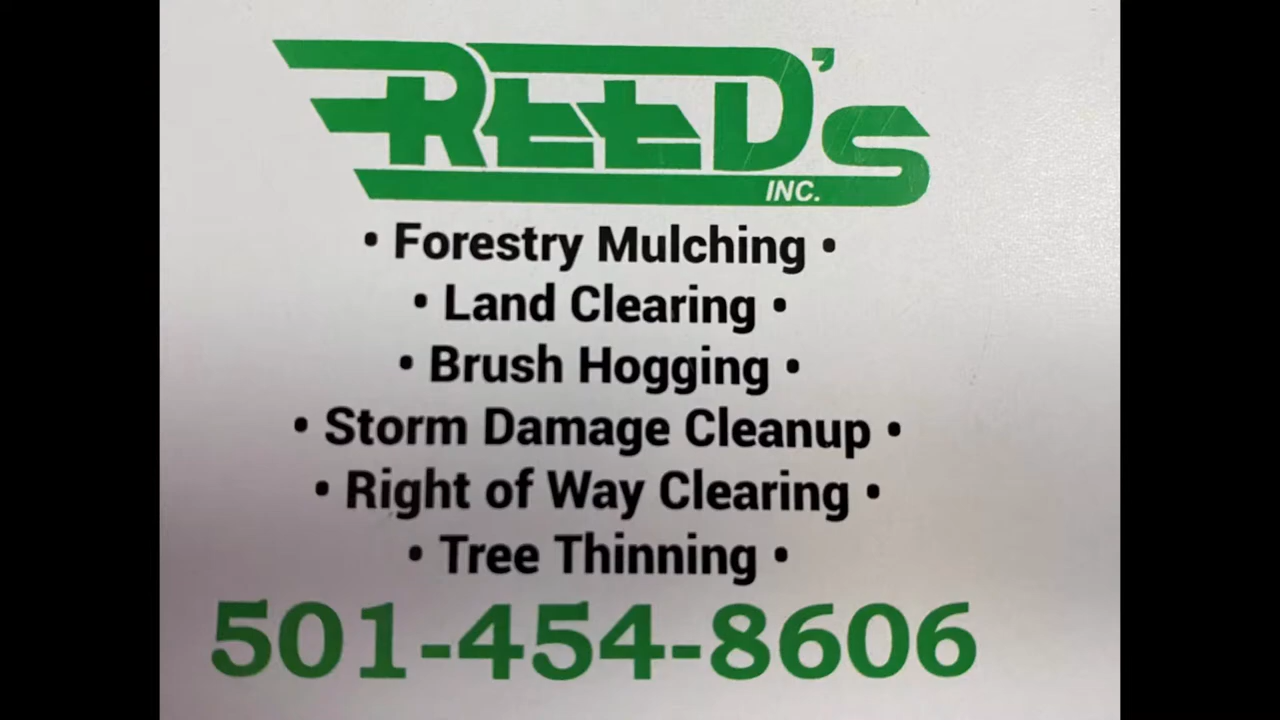 REED'S
INC.
• Forestry Mulching •
• Land Clearing •
• Brush Hogging •
• Storm Damage Cleanup •
• Right of Way Clearing •
• Tree Thinning •
501-454-8606